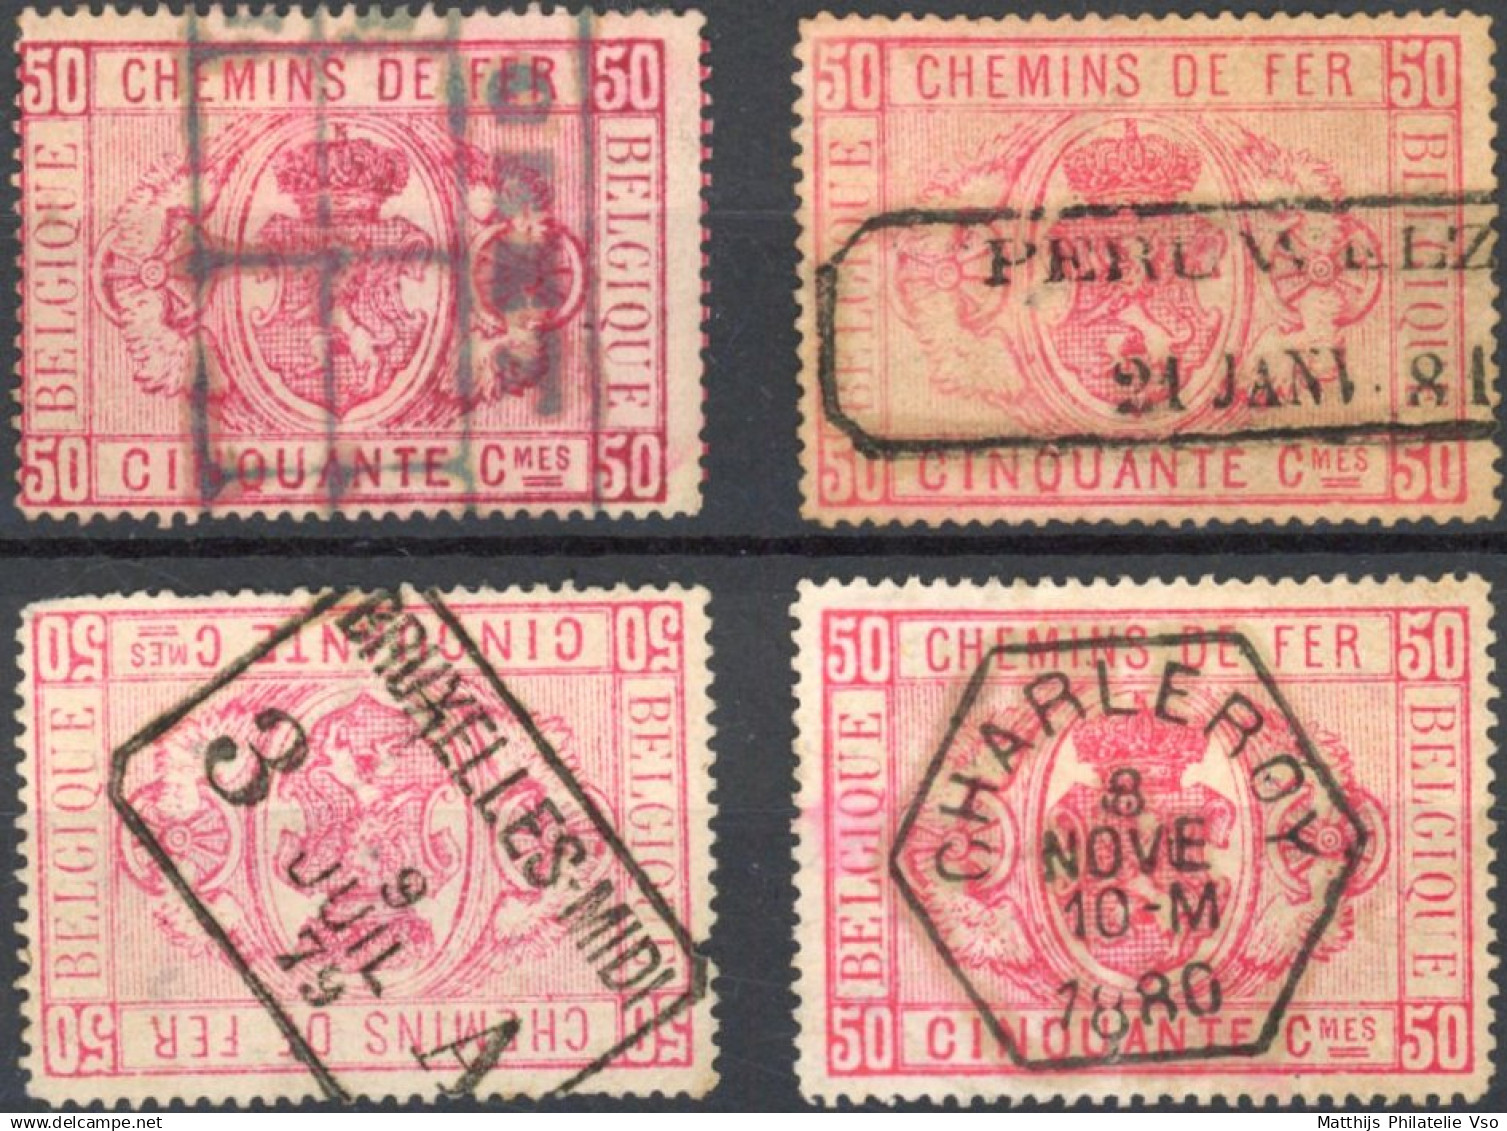 50 CHEMINS DE FER 50
BELGIQUE
BELGIQUE
50 CINQUANTE CMES 50
50 CHEMINS DE FER 50
BELGIQUE
BELGIQUE
PERUWELZ
21 JANV. 81
50 CINQUANTE CMES 50
50 CINQUANTE CMES 50
BELGIQUE
BELGIQUE
BRUXELLES-MIDI
3
9
JUIL
79
A
50 CHEMINS DE FER 50
50 CHEMINS DE FER 50
BELGIQUE
BELGIQUE
CHARLEROY
8
NOVE
10-M
1880
50 CINQUANTE CMES 50
Matthijs Philatelie Vso